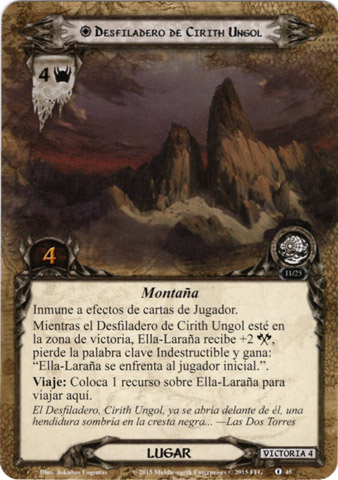 DESFILADERO DE CIRITH UNGOL
4
4
11/25
Montaña
Inmune a efectos de cartas de Jugador.
Mientras el Desfiladero de Cirith Ungol esté en
la zona de victoria, Ella-Laraña recibe +2
pierde la palabra clave Indestructible y gana:
“Ella-Laraña se enfrenta al jugador inicial.”.
Viaje: Coloca 1 recurso sobre Ella-Laraña para
viajar aquí.
El Desfiladero, Cirith Ungol, ya se abría delante de él, una
hendidura sombría en la cresta negra... —Las Dos Torres
LUGAR
VICTORIA 4
© 2015 Middle-earth Enterprises • 2015 FFG
45